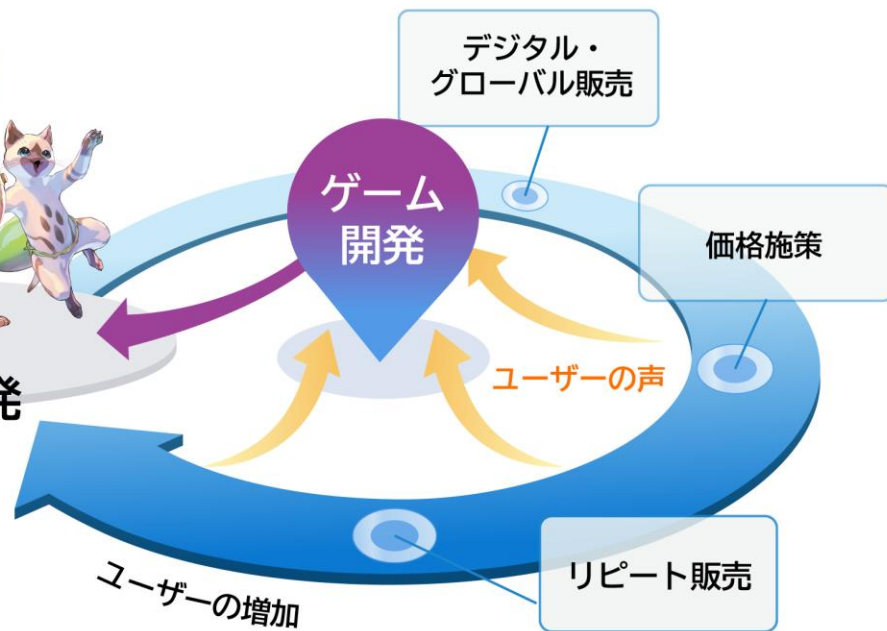 デジタル・
グローバル販売
ゲーム
開発
価格施策
ユーザーの声
発
リピート販売
ユーザーの増加